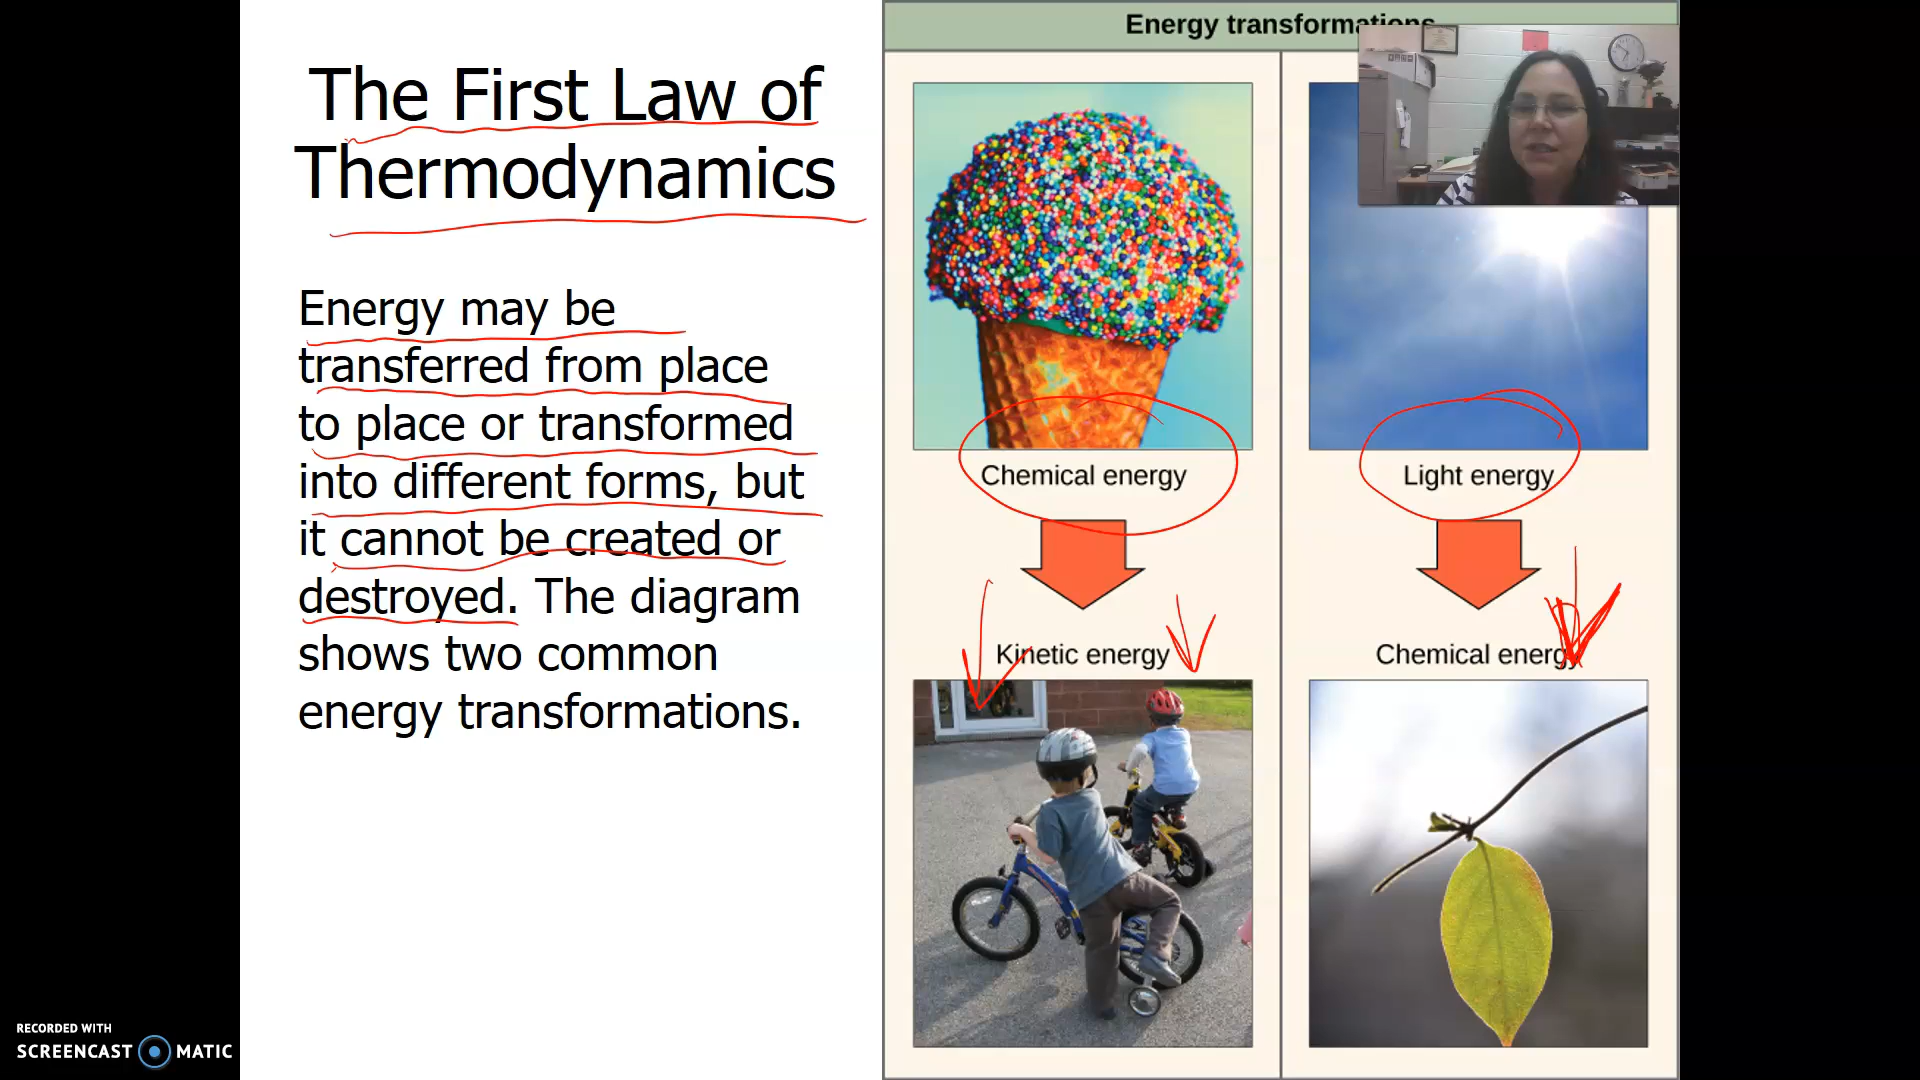 The First Law of
Thermodynamics
Energy may be
transferred from place
to place or transformed
into different forms, but
it cannot be created or
destroyed. The diagram
shows two common
energy transformations.
Energy transformations
Chemical energy
Kinetic energy
Light energy
Chemical energy
RECORDED WITH
SCREENCAST MATIC